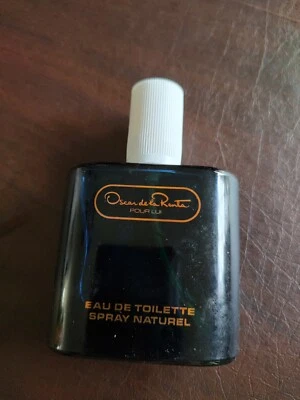 Oscar de la Renta
POUR LUI
EAU DE TOILETTE
SPRAY NATUREL